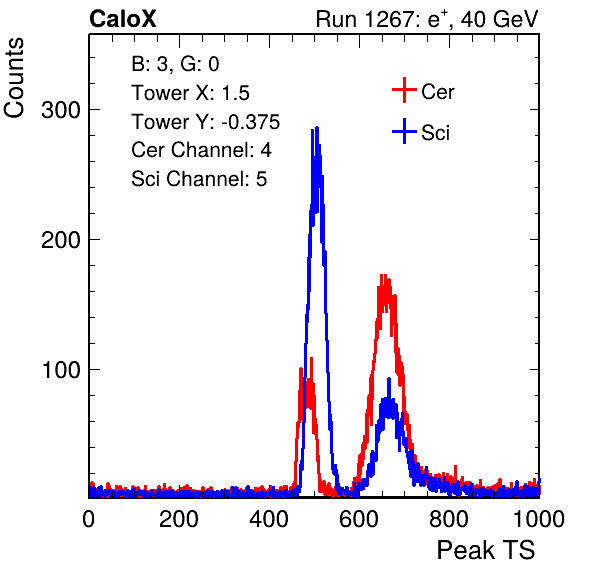 CaloX
Run 1267: e+, 40 GeV
Counts
B: 3, G: 0
Tower X: 1.5
Tower Y: -0.375
Cer Channel: 4
Sci Channel: 5
Cer
Sci
300
200
100
0 200 400 600 800 1000
Peak TS